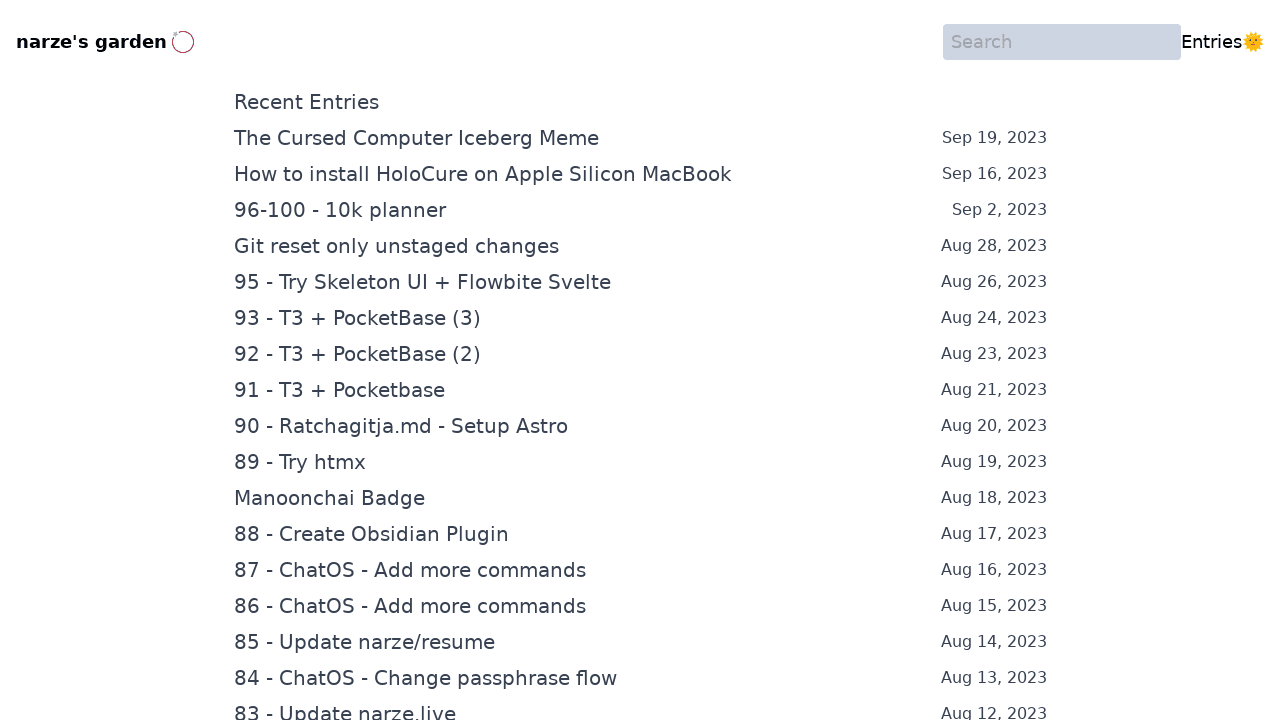 narze's garden
Search
Entries🌞
Recent Entries
The Cursed Computer Iceberg Meme Sep 19, 2023
How to install HoloCure on Apple Silicon MacBook Sep 16, 2023
96-100 - 10k planner Sep 2, 2023
Git reset only unstaged changes Aug 28, 2023
95 - Try Skeleton UI + Flowbite Svelte Aug 26, 2023
93 - T3 + PocketBase (3) Aug 24, 2023
92 - T3 + PocketBase (2) Aug 23, 2023
91 - T3 + Pocketbase Aug 21, 2023
90 - Ratchagitja.md - Setup Astro Aug 20, 2023
89 - Try htmx Aug 19, 2023
Manoonchai Badge Aug 18, 2023
88 - Create Obsidian Plugin Aug 17, 2023
87 - ChatOS - Add more commands Aug 16, 2023
86 - ChatOS - Add more commands Aug 15, 2023
85 - Update narze/resume Aug 14, 2023
84 - ChatOS - Change passphrase flow Aug 13, 2023
83 - Update narze.live Aug 12, 2023